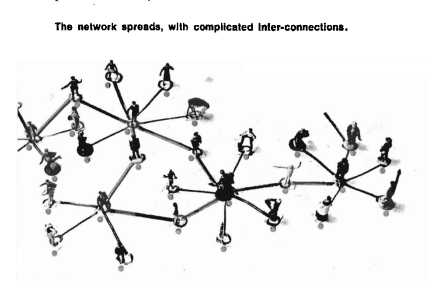 The network spreads, with complicated inter-connections.